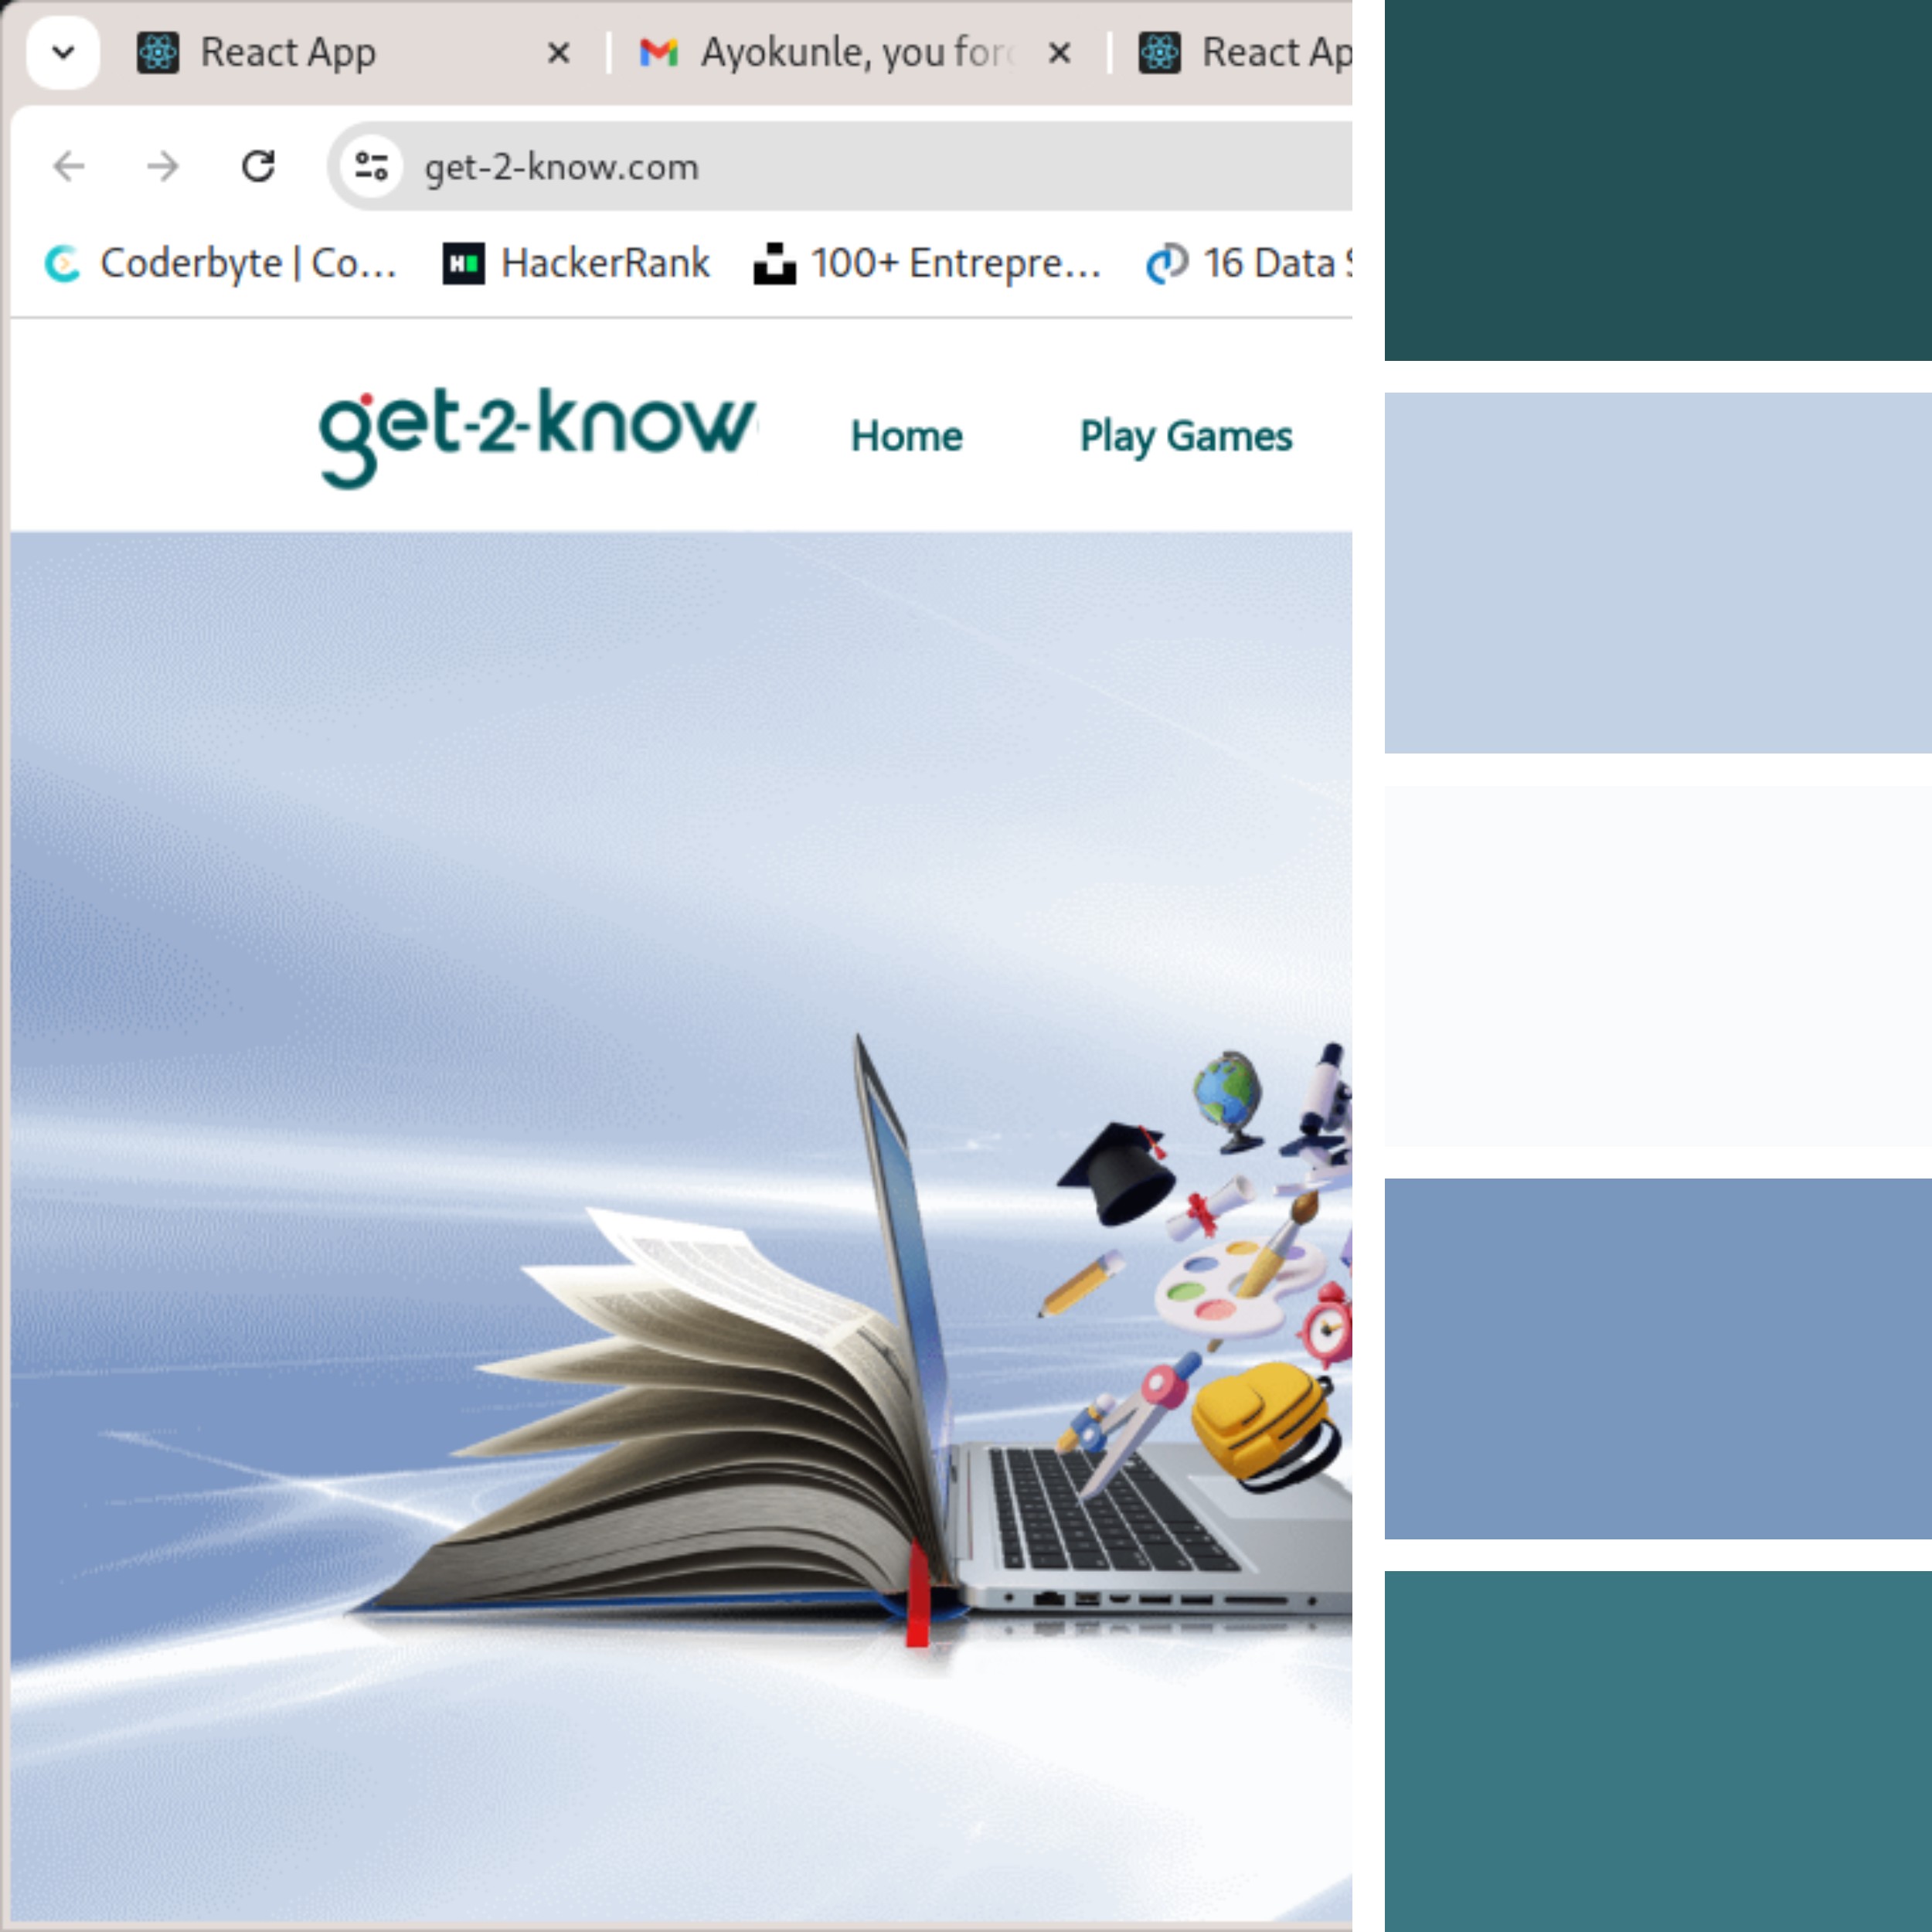 React App
Ayokunle, you forg
React Ap
get-2-know.com
Coderbyte | Co... HackerRank 100+ Entrepre... 16 Data S
get-2-know Home Play Games